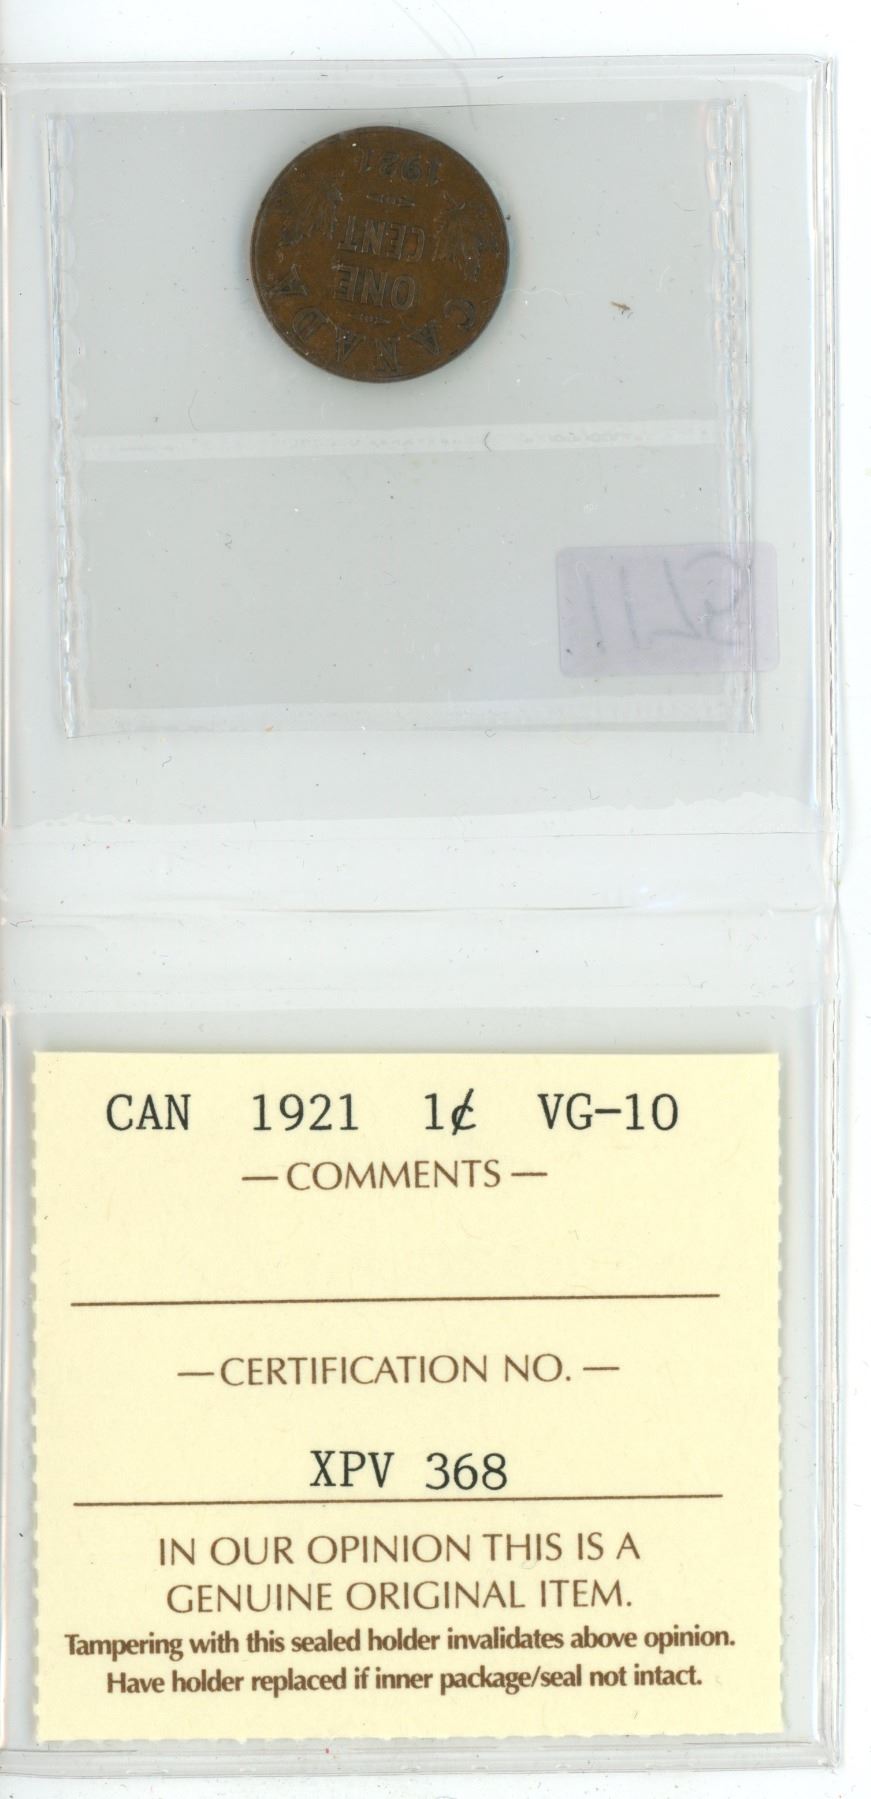 CANADA
ONE
CENT
1921
1175
CAN 1921 1¢ VG-10
—COMMENTS—
—CERTIFICATION NO.—
XPV 368
IN OUR OPINION THIS IS A
GENUINE ORIGINAL ITEM.
Tampering with this sealed holder invalidates above opinion.
Have holder replaced if inner package/seal not intact.